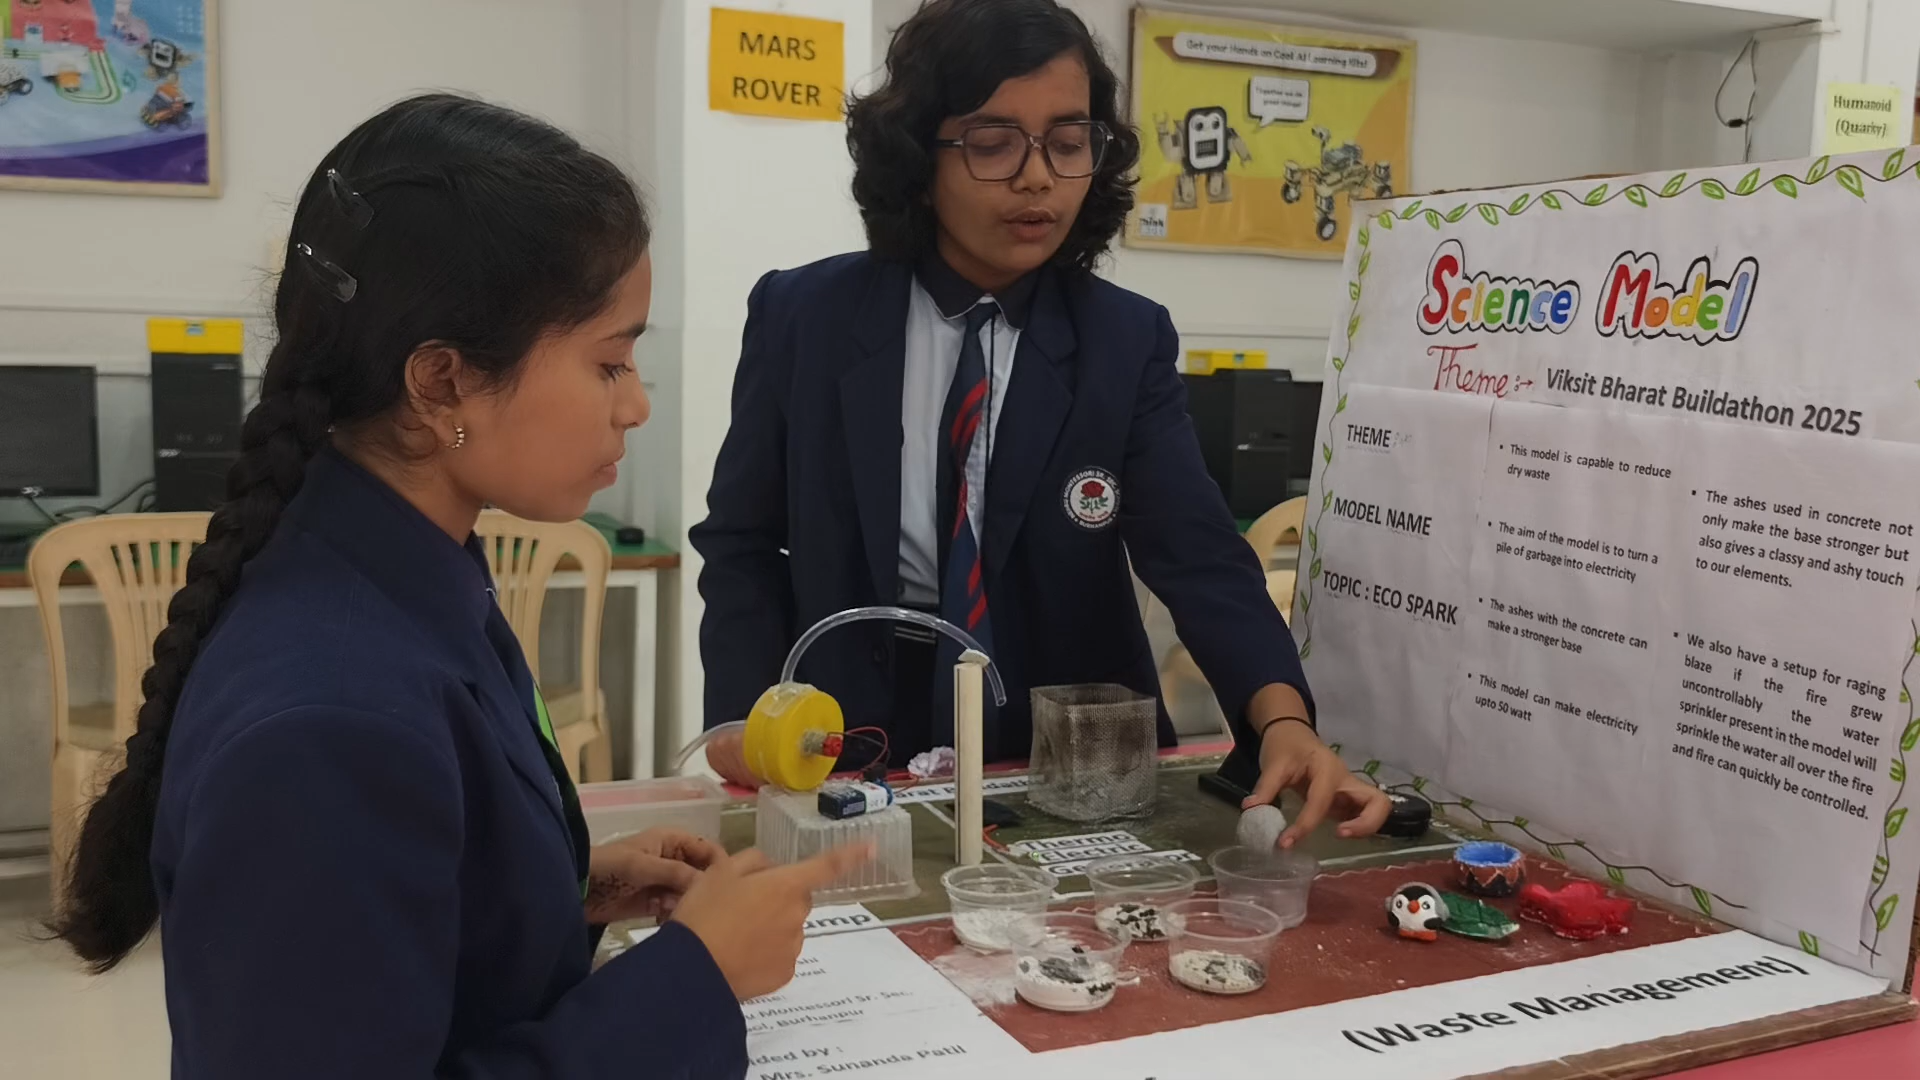 MARS
ROVER
Get your Hands on Cool AI Learning Kits!
Humanoid
(Quarky)
Science Model
Theme :→ Viksit Bharat Buildathon 2025
THEME :
MODEL NAME
TOPIC : ECO SPARK
• This model is capable to reduce
dry waste
• The aim of the model is to turn a
pile of garbage into electricity
• The ashes with the concrete can
make a stronger base
• This model can make electricity
upto 50 watt
• The ashes used in concrete not
only make the base stronger but
also gives a classy and ashy touch
to our elements.
• We also have a setup for raging
blaze if the fire grew
uncontrollably the water
sprinkler present in the model will
sprinkle the water all over the fire
and fire can quickly be controlled.
MONTESSORI SR. SEC.
BURHANPUR
Thermo
Electric
Generator
Montessori Sr. Sec.
Burhanpur
by :
Mrs. Sunanda Patil
(Waste Management)